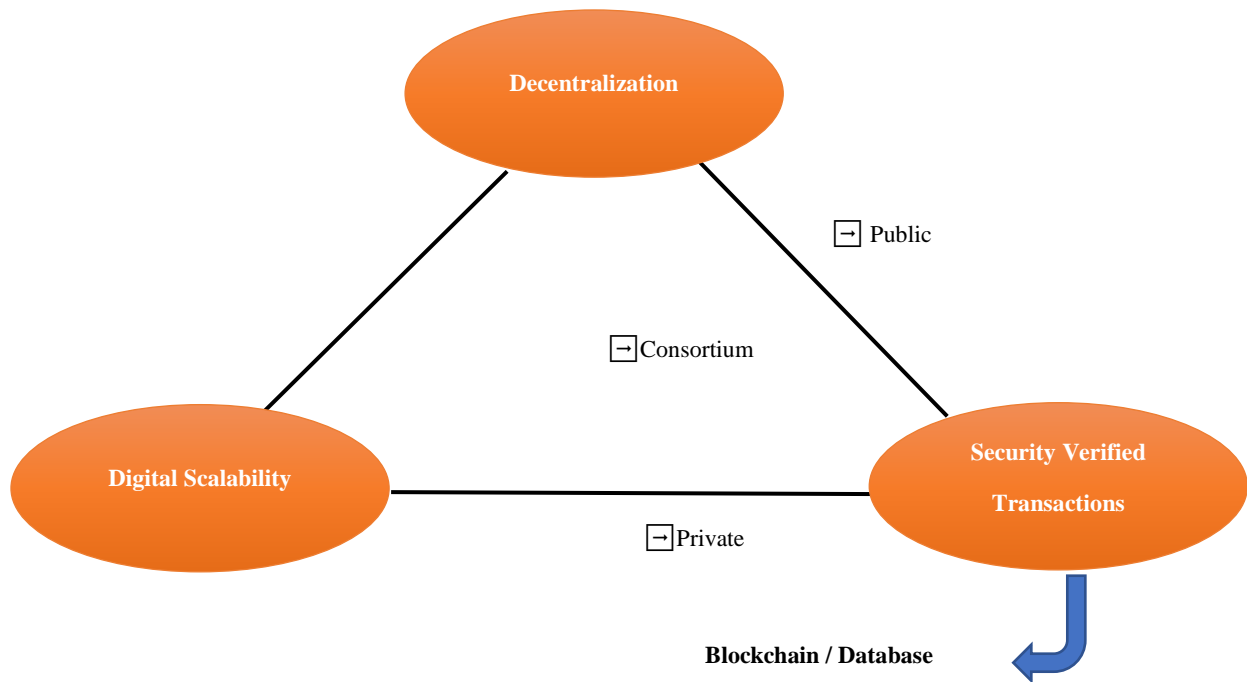 Decentralization
→ Public
→ Consortium
Digital Scalability
Security Verified
Transactions
→ Private
Blockchain / Database